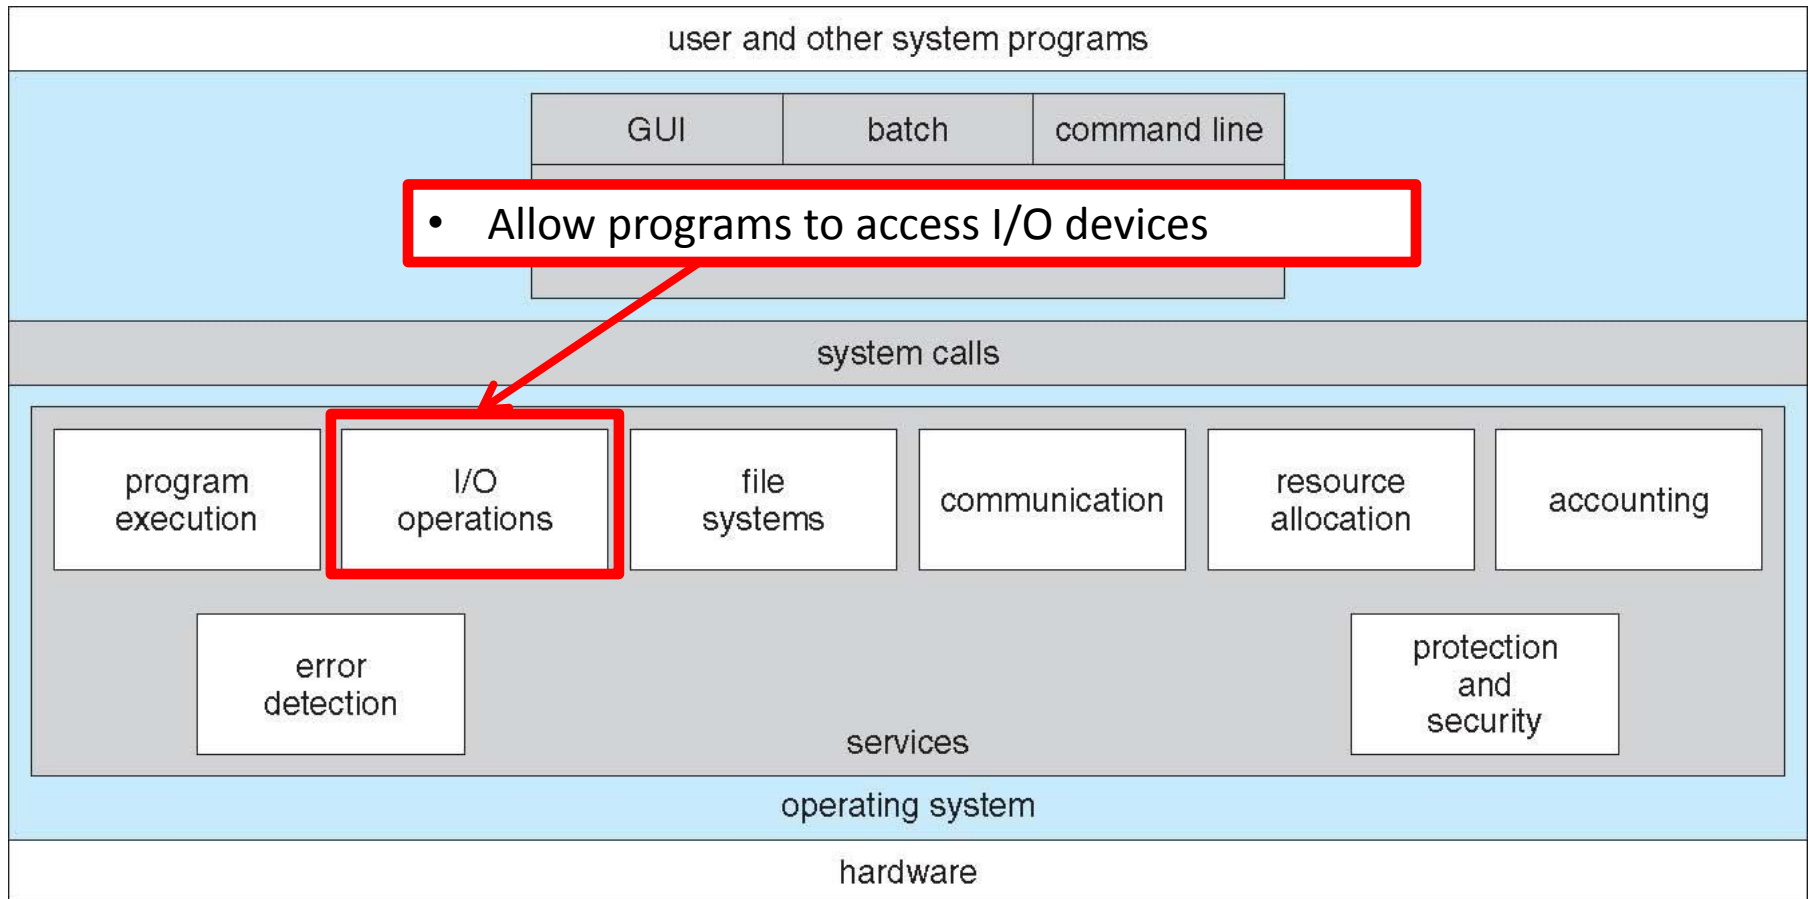 user and other system programs
GUI
batch
command line
• Allow programs to access I/O devices
system calls
program
execution
I/O
operations
file
systems
communication
resource
allocation
accounting
error
detection
protection
and
security
services
operating system
hardware